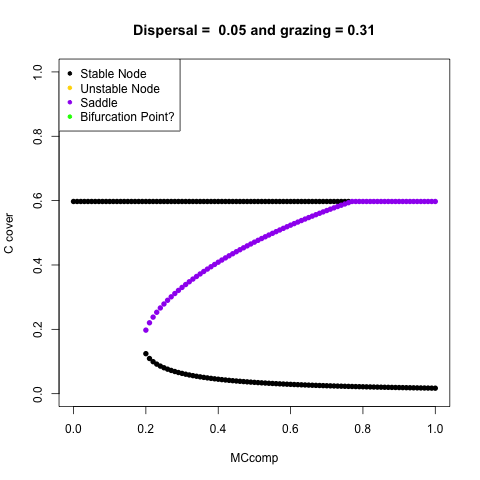 Dispersal =  0.05 and grazing = 0.31
Stable Node
Unstable Node
Saddle
Bifurcation Point?
1.0
0.8
0.6
0.4
0.2
0.0
C cover
0.0 0.2 0.4 0.6 0.8 1.0
MCcomp